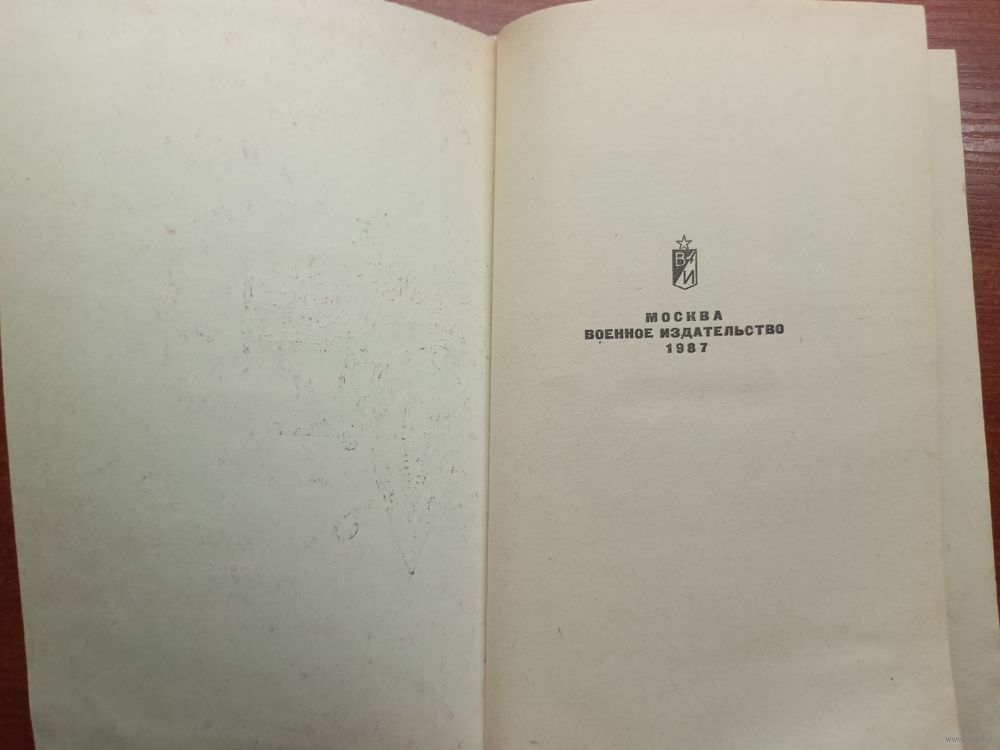 В
И
МОСКВА
ВОЕННОЕ ИЗДАТЕЛЬСТВО
1987